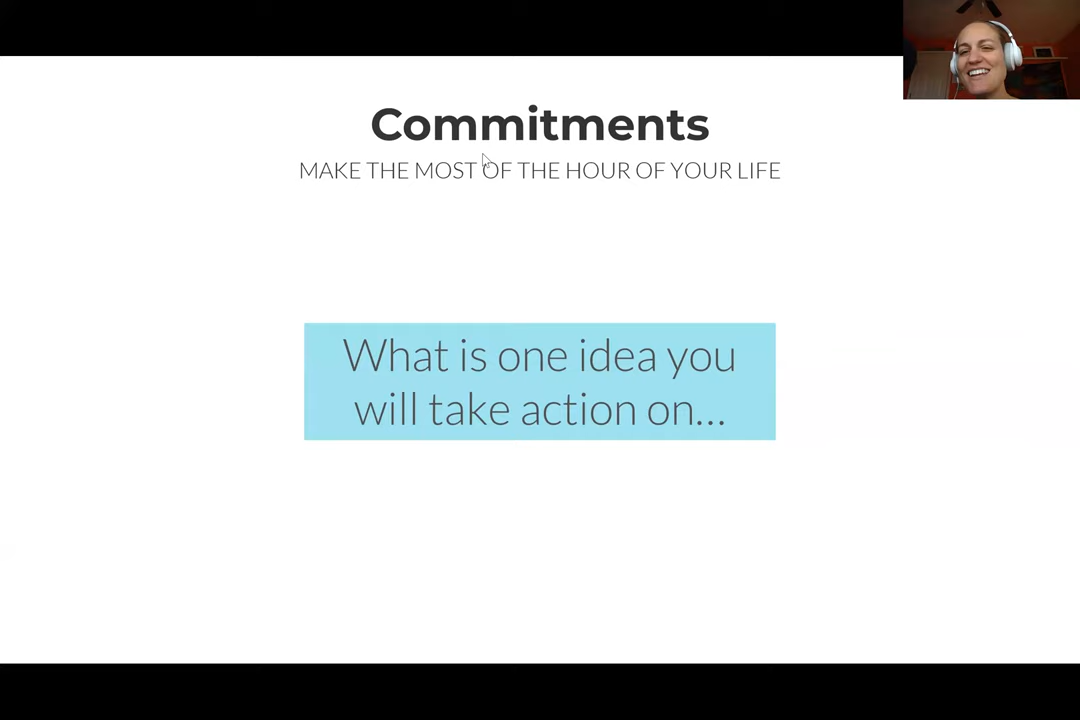 Commitments
MAKE THE MOST OF THE HOUR OF YOUR LIFE
What is one idea you
will take action on...